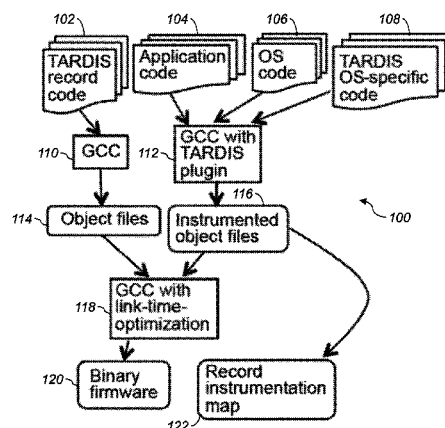 102
104
106
108
TARDIS
record
code
Application
code
OS
code
TARDIS
OS-specific
code
110
GCC
112
GCC with
TARDIS
plugin
116
100
114
Object files
Instrumented
object files
118
GCC with
link-time-
optimization
120
Binary
firmware
Record
instrumentation
map
122